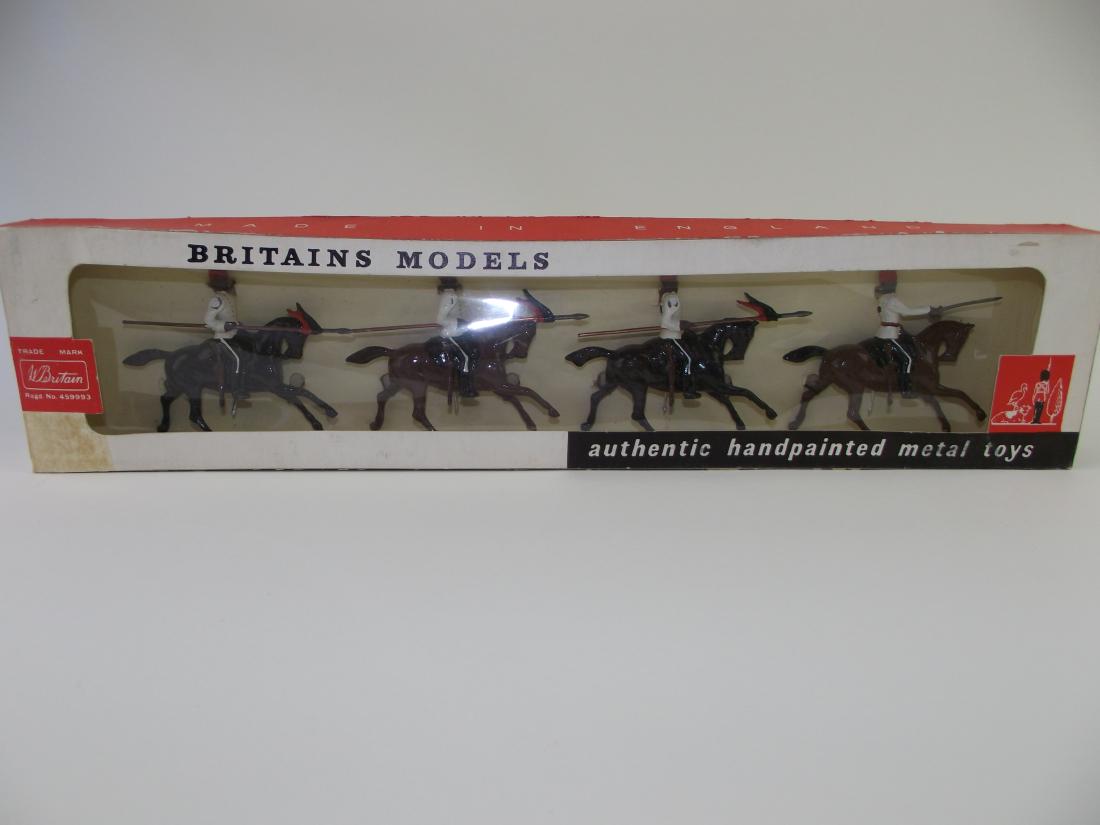 MADE IN ENGLAND
BRITAINS MODELS
TRADE MARK
W.Britain
Regd. No. 459993
authentic handpainted metal toys